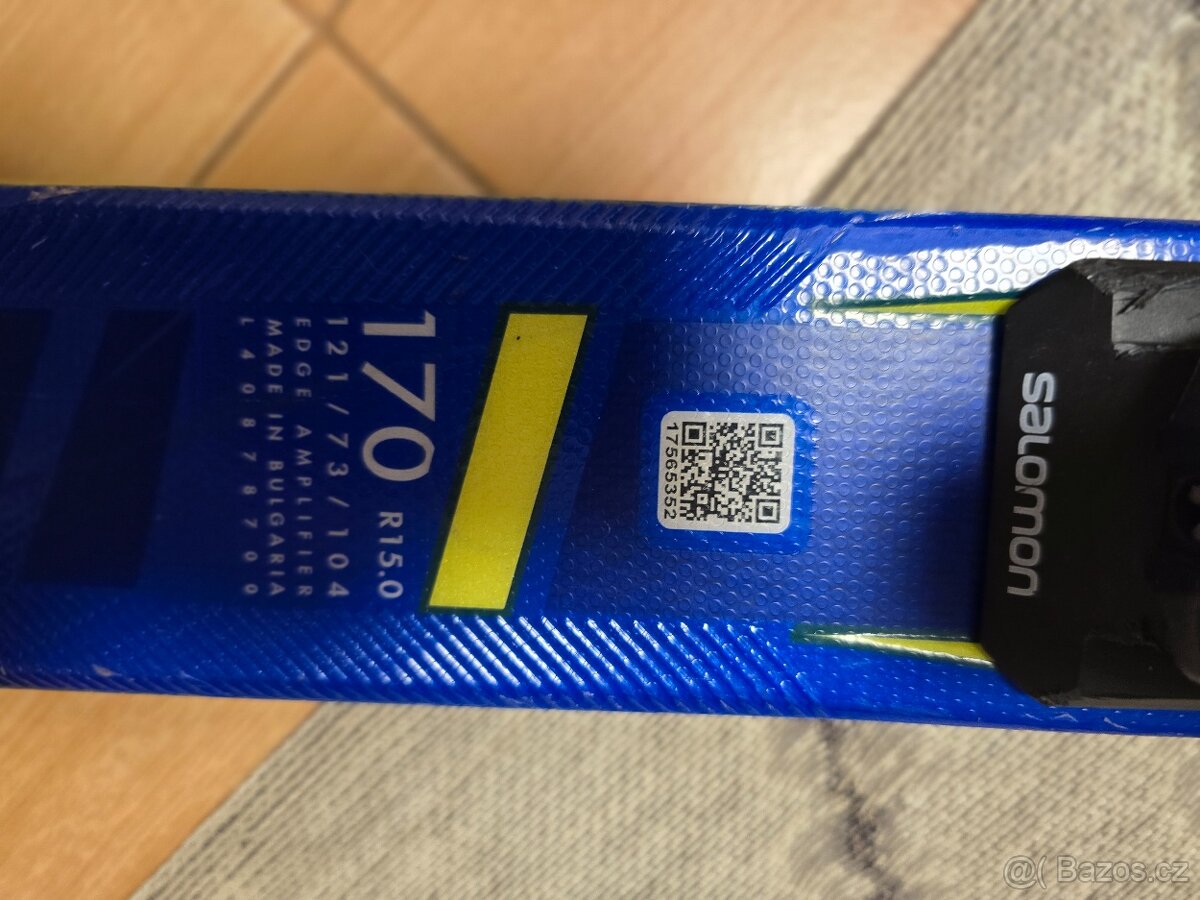 170 R15.0
121/73/104
EDGE AMPLIFIER
MADE IN BULGARIA
L40878700
17565352
salomon
@( Bazos.cz